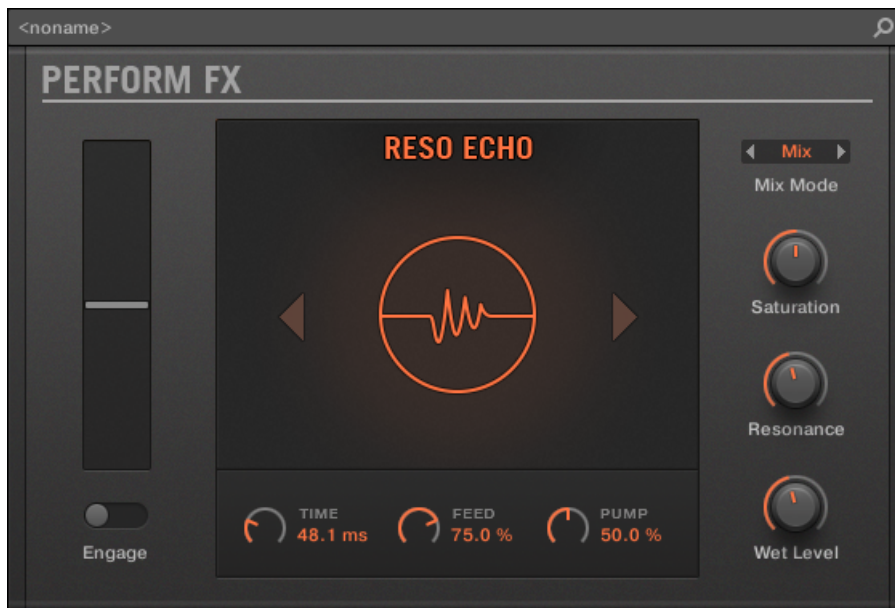 <noname>
PERFORM FX
RESO ECHO
Mix
Mix Mode
Saturation
Resonance
Wet Level
Engage
TIME
48.1 ms
FEED
75.0 %
PUMP
50.0 %